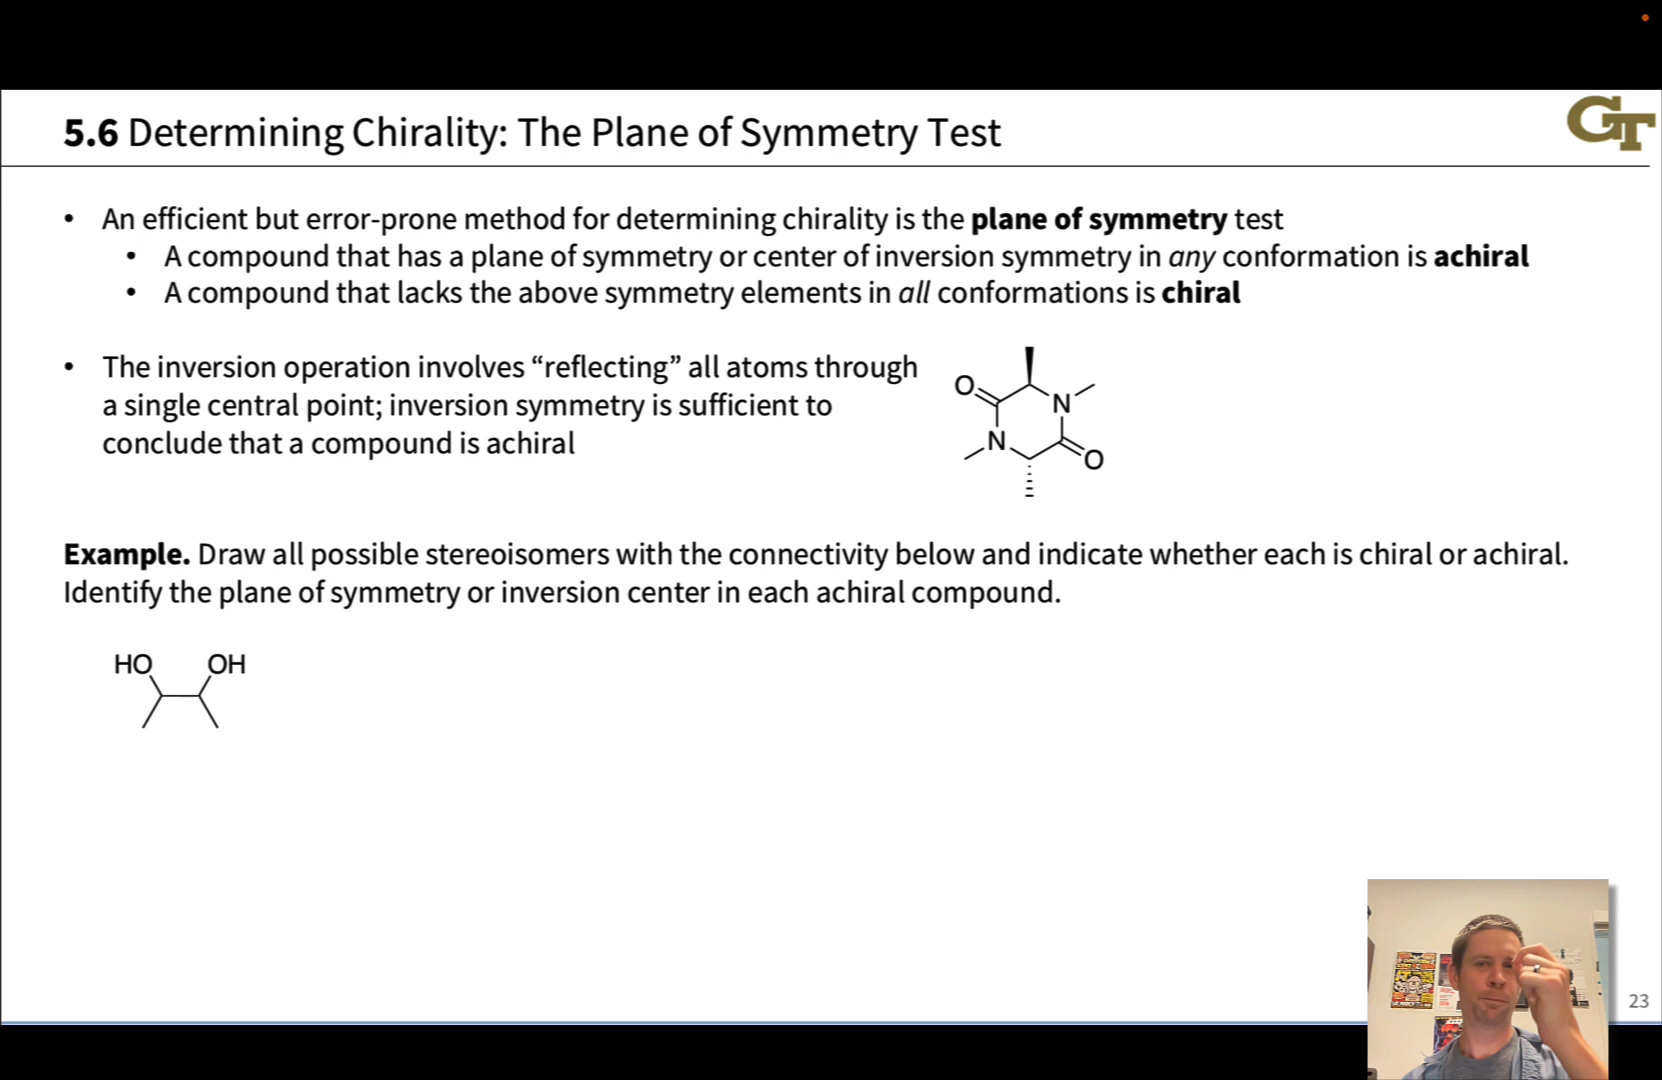 GT
5.6 Determining Chirality: The Plane of Symmetry Test
• An efficient but error-prone method for determining chirality is the plane of symmetry test
• A compound that has a plane of symmetry or center of inversion symmetry in any conformation is achiral
• A compound that lacks the above symmetry elements in all conformations is chiral
• The inversion operation involves “reflecting” all atoms through
a single central point; inversion symmetry is sufficient to
conclude that a compound is achiral
O
N
N
O
Example. Draw all possible stereoisomers with the connectivity below and indicate whether each is chiral or achiral.
Identify the plane of symmetry or inversion center in each achiral compound.
HO OH
23